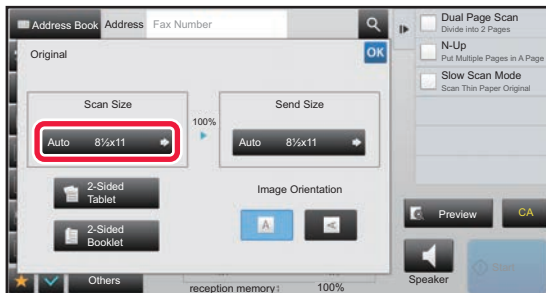 Address Book Address Fax Number
Original
OK
Scan Size
100%
Send Size
Auto 8½x11
Auto 8½x11
2-Sided
Tablet
Image Orientation
2-Sided
Booklet
A
A
Others
reception memory: 100%
Dual Page Scan
Divide into 2 Pages
N-Up
Put Multiple Pages in A Page
Slow Scan Mode
Scan Thin Paper Original
Preview
CA
Speaker
Start